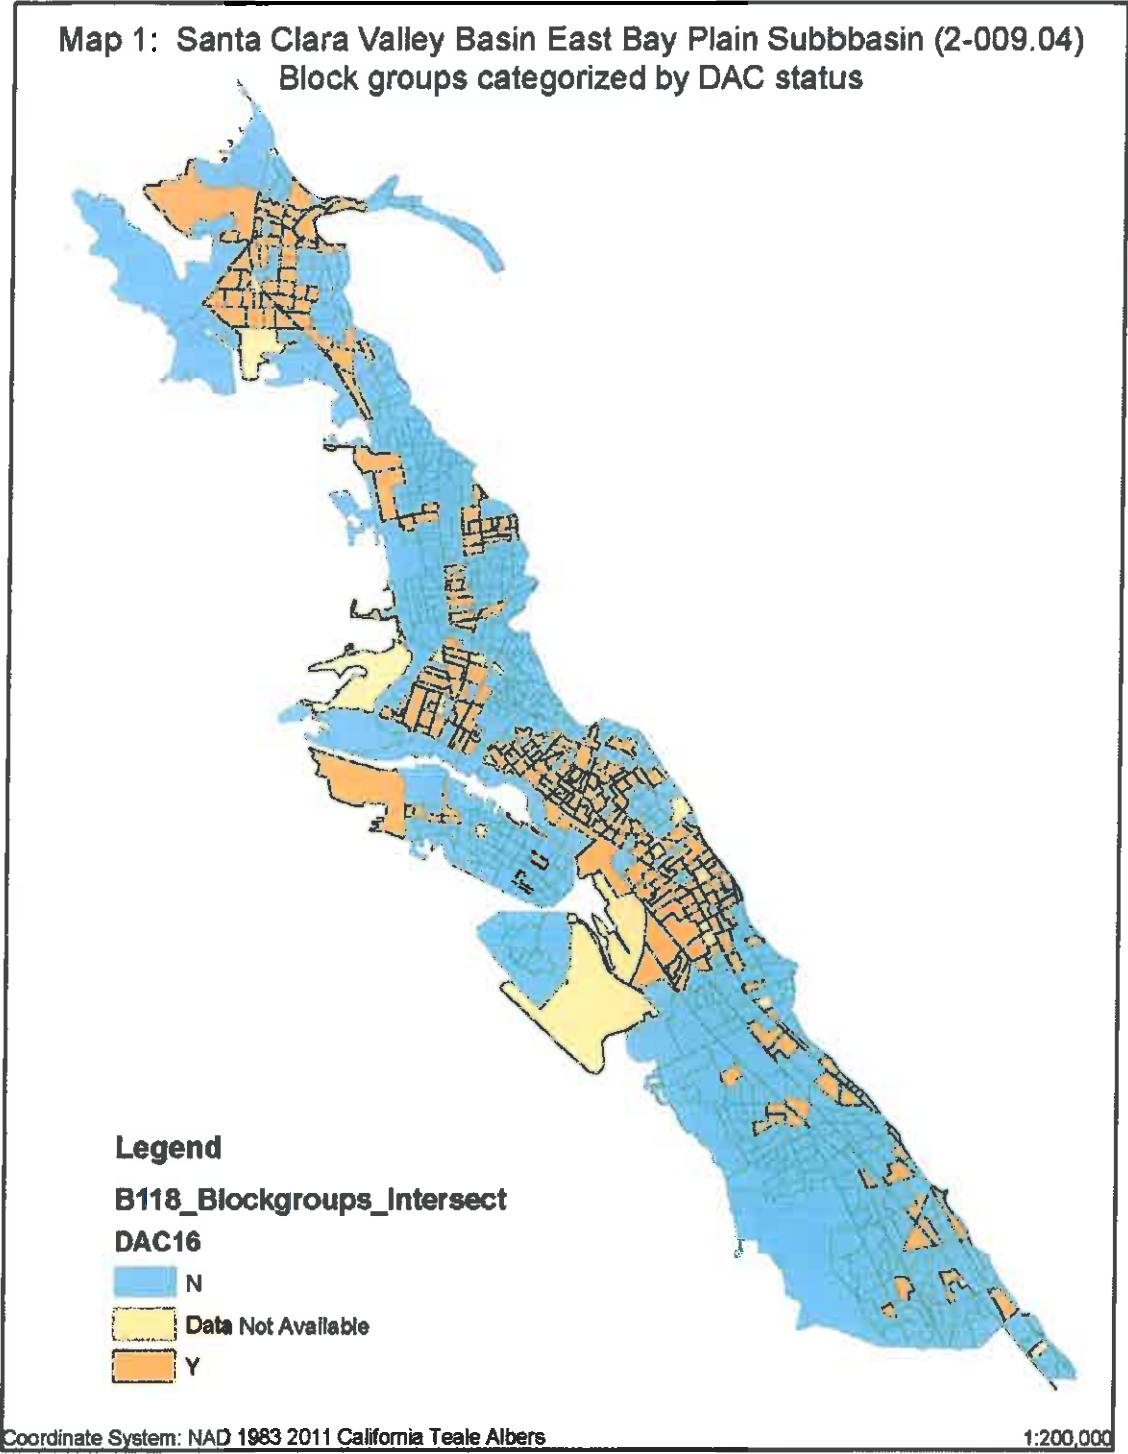 Map 1: Santa Clara Valley Basin East Bay Plain Subbbasin (2-009.04)
Block groups categorized by DAC status
Legend
B118_Blockgroups_Intersect
DAC16
N
Data Not Available
Y
Coordinate System: NAD 1983 2011 California Teale Albers
1:200,000